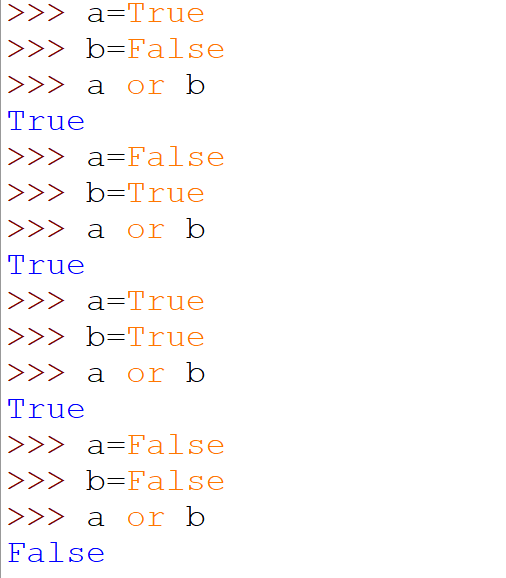 >>> a=True
>>> b=False
>>> a or b
True
>>> a=False
>>> b=True
>>> a or b
True
>>> a=True
>>> b=True
>>> a or b
True
>>> a=False
>>> b=False
>>> a or b
False